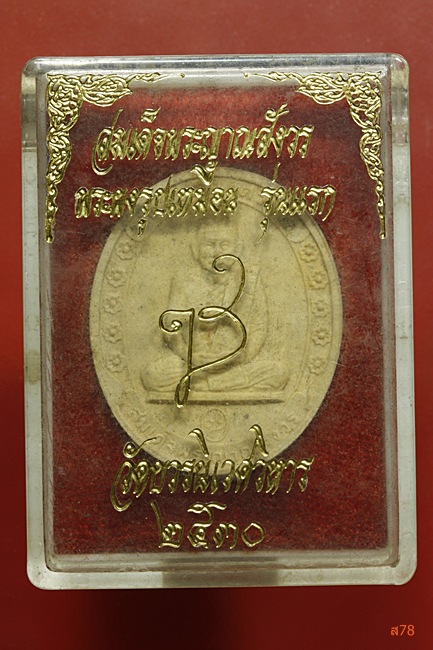 สมเด็จพระญาณสังวร
พระผงรูปเหมือน รุ่นแรก
วัดบวรนิเวศวิหาร
๒๕๓๐
ส78